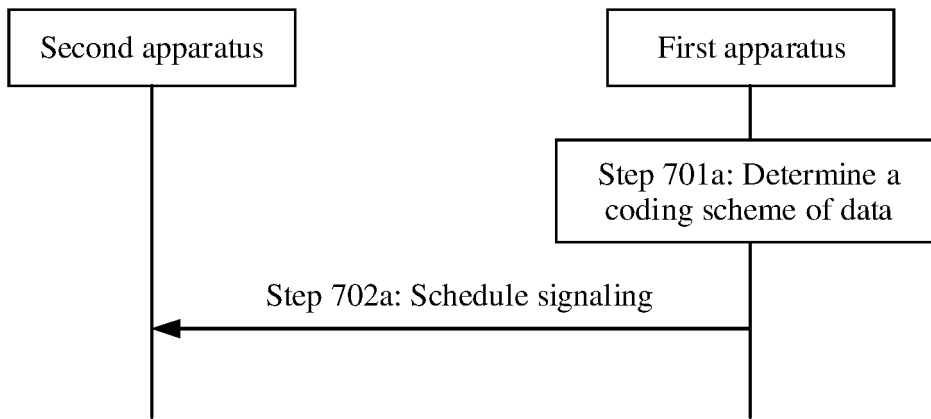 Second apparatus
First apparatus
Step 701a: Determine a
coding scheme of data
Step 702a: Schedule signaling